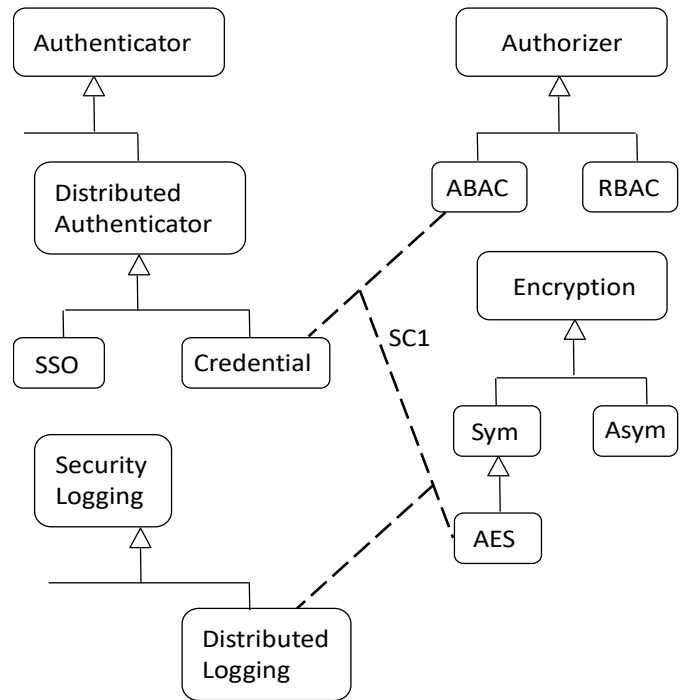 Authenticator
Authorizer
Distributed
Authenticator
ABAC
RBAC
Encryption
SSO
Credential
SC1
Sym
Asym
Security
Logging
AES
Distributed
Logging